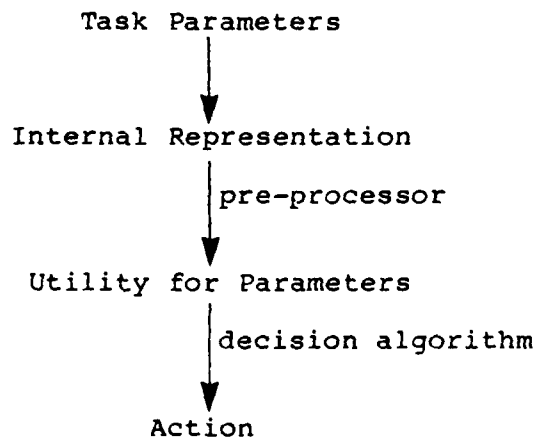 Task Parameters
Internal Representation
pre-processor
Utility for Parameters
decision algorithm
Action